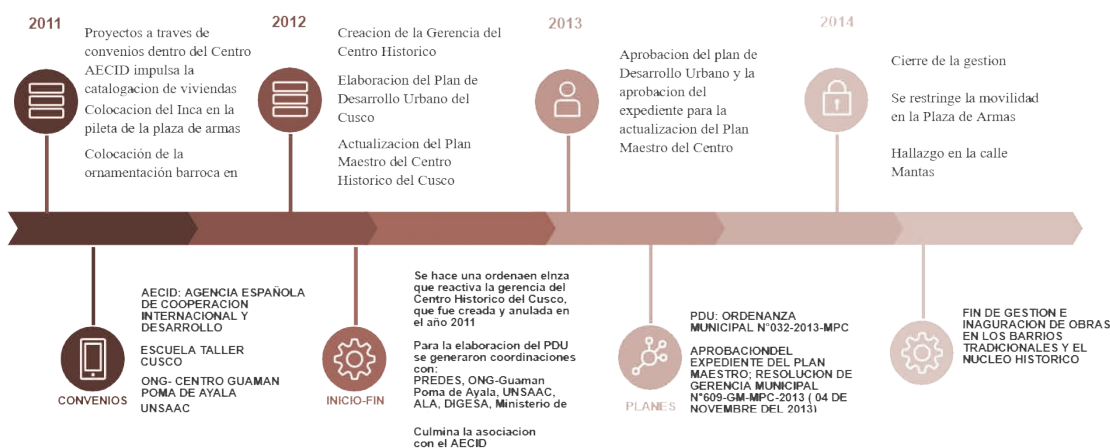 2011
Proyectos a traves de
convenios dentro del Centro
AECID impulsa la
catalogacion de viviendas
Colocacion del Inca en la
pileta de la plaza de armas
Colocación de la
ornamentación barroca en
2012
Creacion de la Gerencia del
Centro Historico
Elaboracion del Plan de
Desarrollo Urbano del
Cusco
Actualizacion del Plan
Maestro del Centro
Historico del Cusco
2013
Aprobacion del plan de
Desarrollo Urbano y la
aprobacion del
expediente para la
actualizacion del Plan
Maestro del Centro
2014
Cierre de la gestion
Se restringe la movilidad
en la Plaza de Armas
Hallazgo en la calle
Mantas
CONVENIOS
AECID: AGENCIA ESPAÑOLA
DE COOPERACION
INTERNACIONAL Y
DESARROLLO
ESCUELA TALLER
CUSCO
ONG- CENTRO GUAMAN
POMA DE AYALA
UNSAAC
INICIO-FIN
Se hace una ordenaen elnza
que reactiva la gerencia del
Centro Historico del Cusco,
que fue creada y anulada en
el año 2011
Para la elaboracion del PDU
se generaron coordinaciones
con:
PREDES, ONG-Guaman
Poma de Ayala, UNSAAC,
ALA, DIGESA, Ministerio de
Culmina la asociacion
con el AECID
PLANES
PDU: ORDENANZA
MUNICIPAL N°032-2013-MPC
APROBACIONDEL
EXPEDIENTE DEL PLAN
MAESTRO; RESOLUCION DE
GERENCIA MUNICIPAL
N°609-GM-MPC-2013 ( 04 DE
NOVEMBRE DEL 2013)
FIN DE GESTION E
INAGURACION DE OBRAS
EN LOS BARRIOS
TRADICIONALES Y EL
NUCLEO HISTORICO